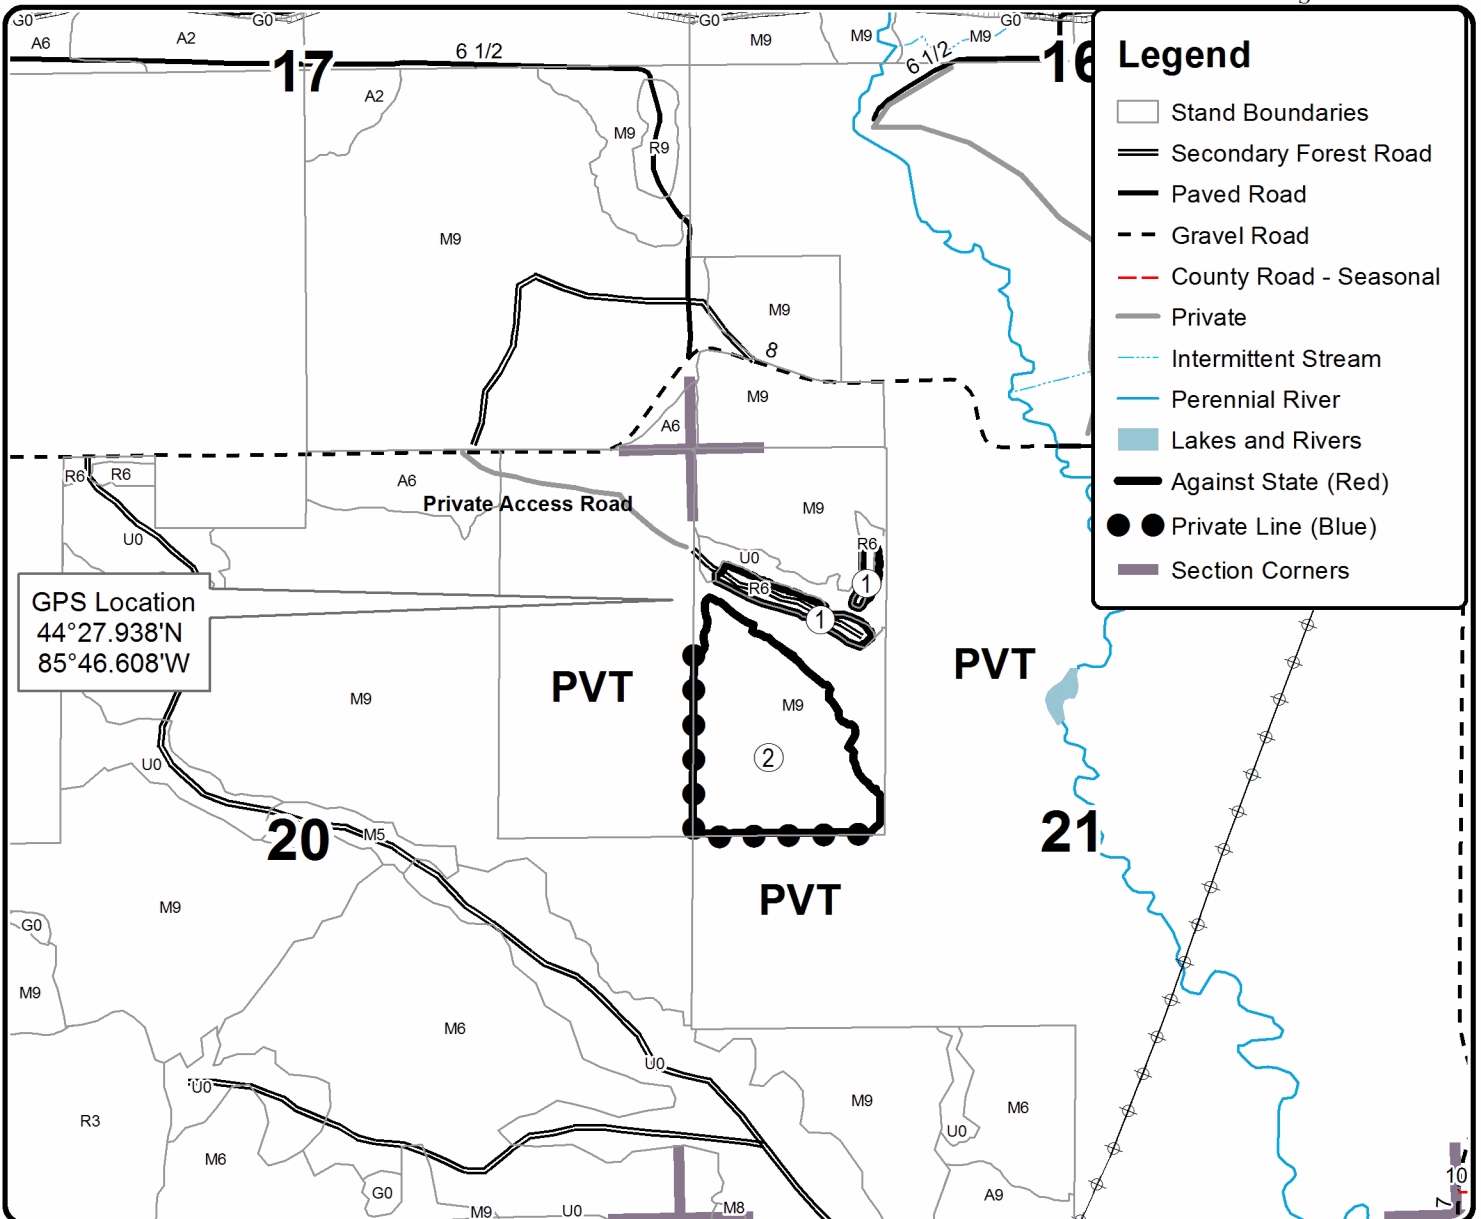 G0
G0
G0
G0
A6
A2
M9
M9
M9
17
6 1/2
6 1/2
16
A2
M9
R9
M9
M9
8
M9
A6
R6
R6
A6
Private Access Road
M9
U0
U0
R6
R6
1
1
GPS Location
44°27.938'N
85°46.608'W
PVT
PVT
M9
M9
2
U0
20
M5
21
PVT
M9
G0
M9
M6
U0
U0
R3
M9
M6
U0
M6
G0
A9
M9
U0
M8
10
7
Legend
Stand Boundaries
Secondary Forest Road
Paved Road
Gravel Road
County Road - Seasonal
Private
Intermittent Stream
Perennial River
Lakes and Rivers
Against State (Red)
Private Line (Blue)
Section Corners